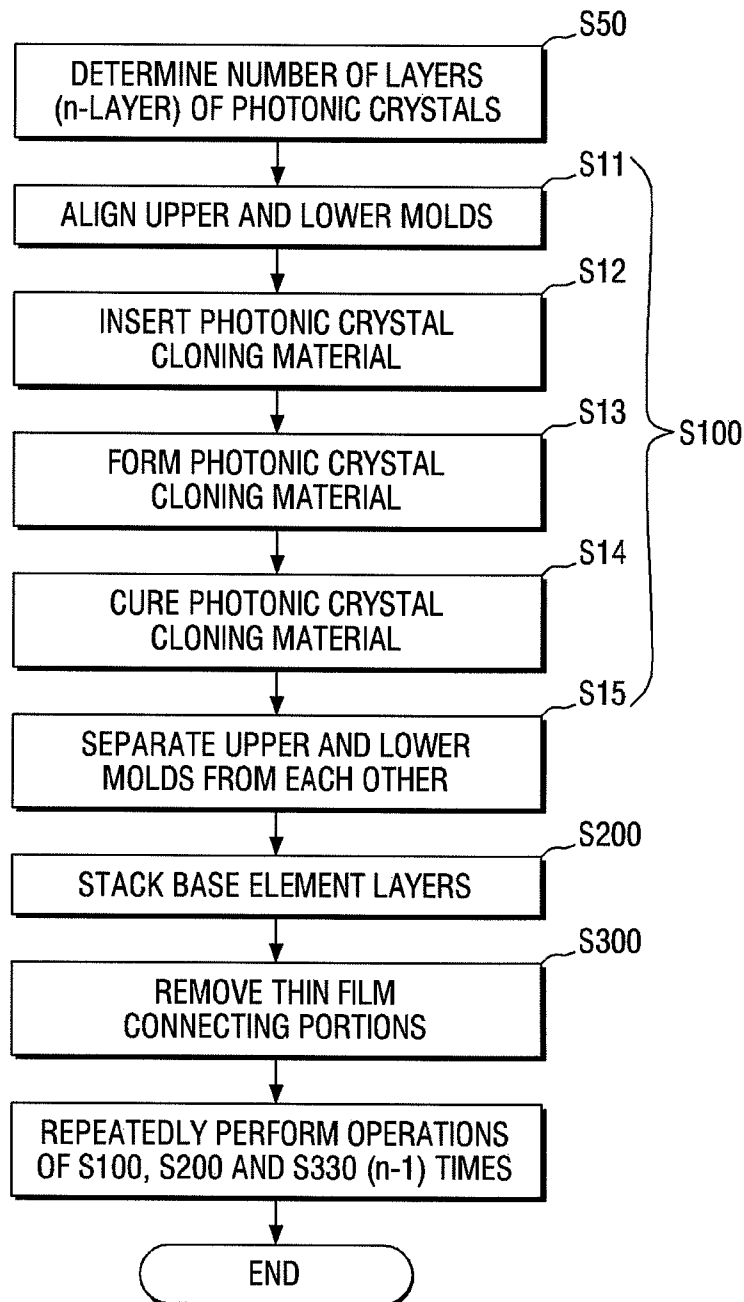 S50
DETERMINE NUMBER OF LAYERS
(n-LAYER) OF PHOTONIC CRYSTALS
S11
ALIGN UPPER AND LOWER MOLDS
S12
INSERT PHOTONIC CRYSTAL
CLONING MATERIAL
S13
S100
FORM PHOTONIC CRYSTAL
CLONING MATERIAL
S14
CURE PHOTONIC CRYSTAL
CLONING MATERIAL
S15
SEPARATE UPPER AND LOWER
MOLDS FROM EACH OTHER
S200
STACK BASE ELEMENT LAYERS
S300
REMOVE THIN FILM
CONNECTING PORTIONS
REPEATEDLY PERFORM OPERATIONS
OF S100, S200 AND S330 (n-1) TIMES
END